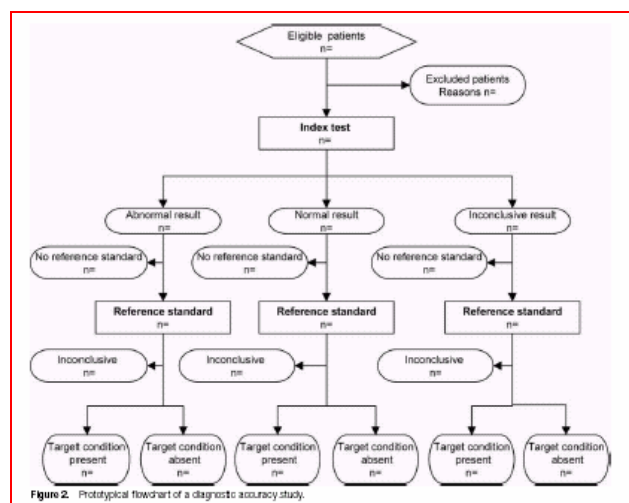 Eligible patients
n=
Excluded patients
Reasons n=
Index test
n=
Abnormal result
n=
Normal result
n=
Inconclusive result
n=
No reference standard
n=
No reference standard
n=
No reference standard
n=
Reference standard
n=
Reference standard
n=
Reference standard
n=
Inconclusive
n=
Inconclusive
n=
Inconclusive
n=
Target condition
present
n=
Target condition
absent
n=
Target condition
present
n=
Target condition
absent
n=
Target condition
present
n=
Target condition
absent
n=
Figure 2. Prototypical flowchart of a diagnostic accuracy study.